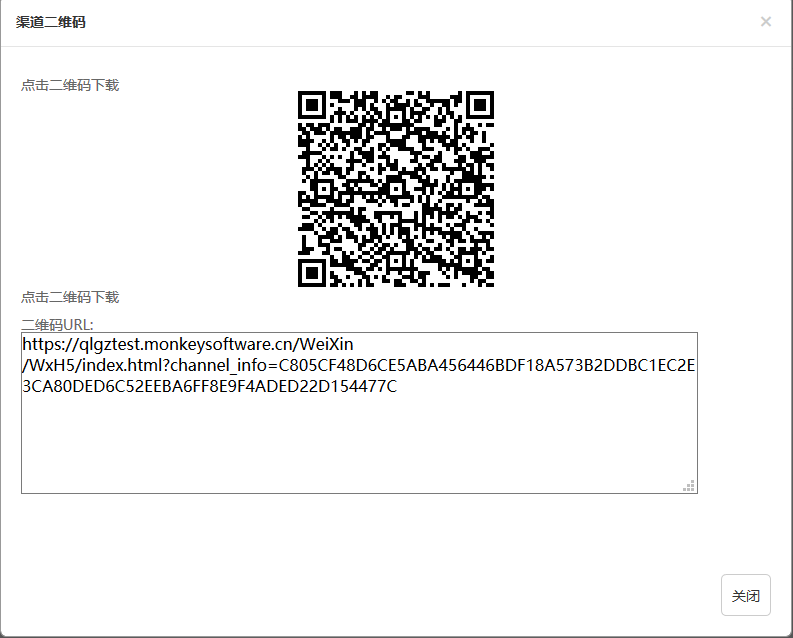 渠道二维码
×
点击二维码下载
点击二维码下载
二维码URL:
https://qlgztest.monkeysoftware.cn/WeiXin
/WxH5/index.html?channel_info=C805CF48D6CE5ABA456446BDF18A573B2DDBC1EC2E
3CA80DED6C52EEBA6FF8E9F4ADED22D154477C
关闭